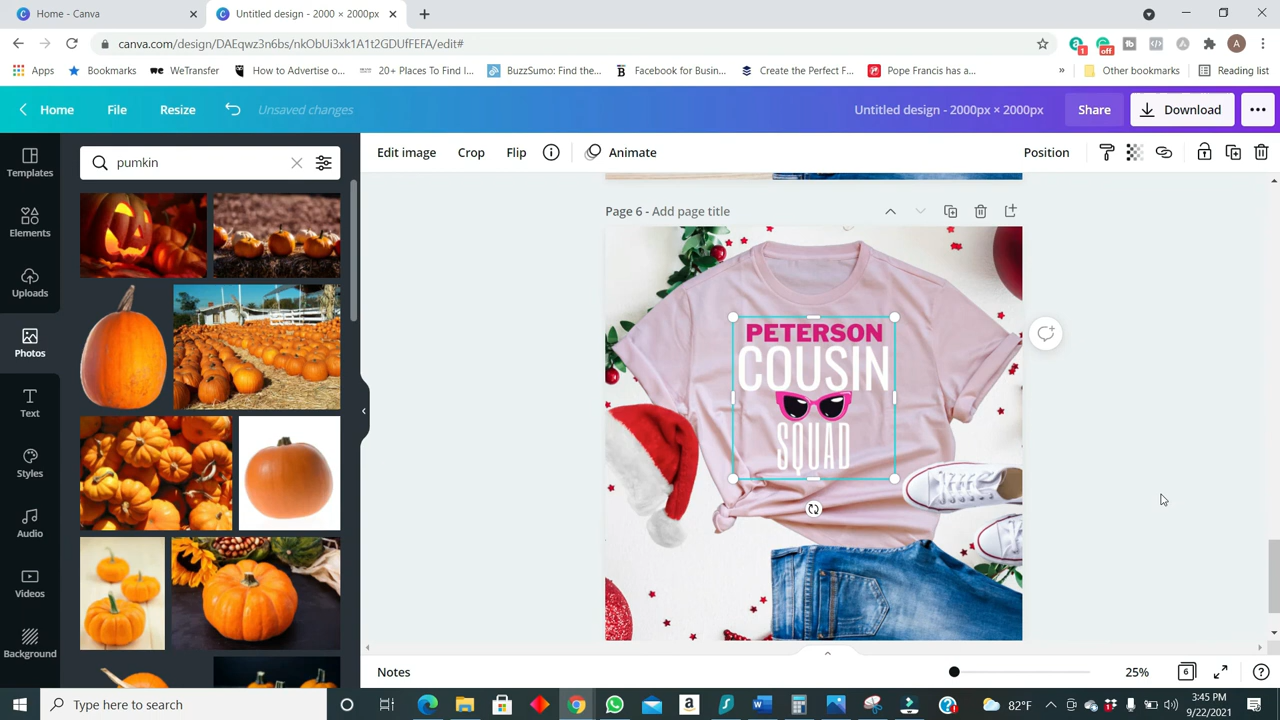 Home - Canva
Untitled design - 2000 × 2000px
canva.com/design/DAEqwz3n6bs/nkObUi3xk1A1t2GDUfFEFA/edit#
1
off
A
Apps
Bookmarks
WeTransfer
How to Advertise o...
20+ Places To Find I...
BuzzSumo: Find the...
Facebook for Busin...
Create the Perfect F...
Pope Francis has a...
»
Other bookmarks
Reading list
Home
File
Resize
Unsaved changes
Untitled design - 2000px × 2000px
Share
Download
pumkin
Edit image
Crop
Flip
Animate
Position
Templates
Elements
Uploads
Photos
Text
Styles
Audio
Videos
Background
Page 6 - Add page title
PETERSON
COUSIN
SQUAD
Notes
25%
6
Type here to search
82°F
3:45 PM
9/22/2021